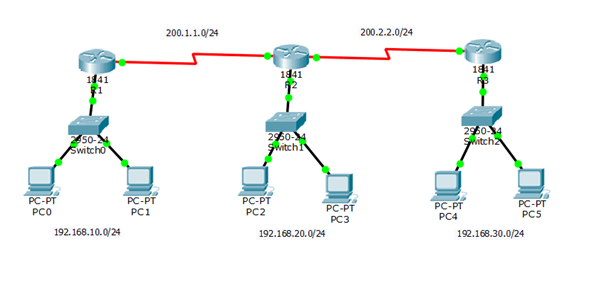 200.1.1.0/24
200.2.2.0/24
1841
R1
1841
R2
1841
R3
2950-24
Switch0
2950-24
Switch1
2950-24
Switch2
PC-PT
PC0
PC-PT
PC1
PC-PT
PC2
PC-PT
PC3
PC-PT
PC4
PC-PT
PC5
192.168.10.0/24
192.168.20.0/24
192.168.30.0/24